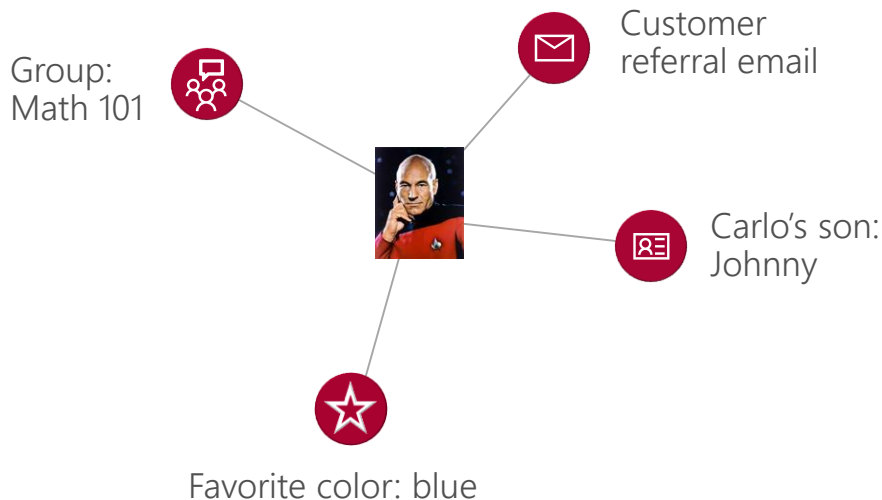 Customer
referral email
Group:
Math 101
Carlo’s son:
Johnny
Favorite color: blue